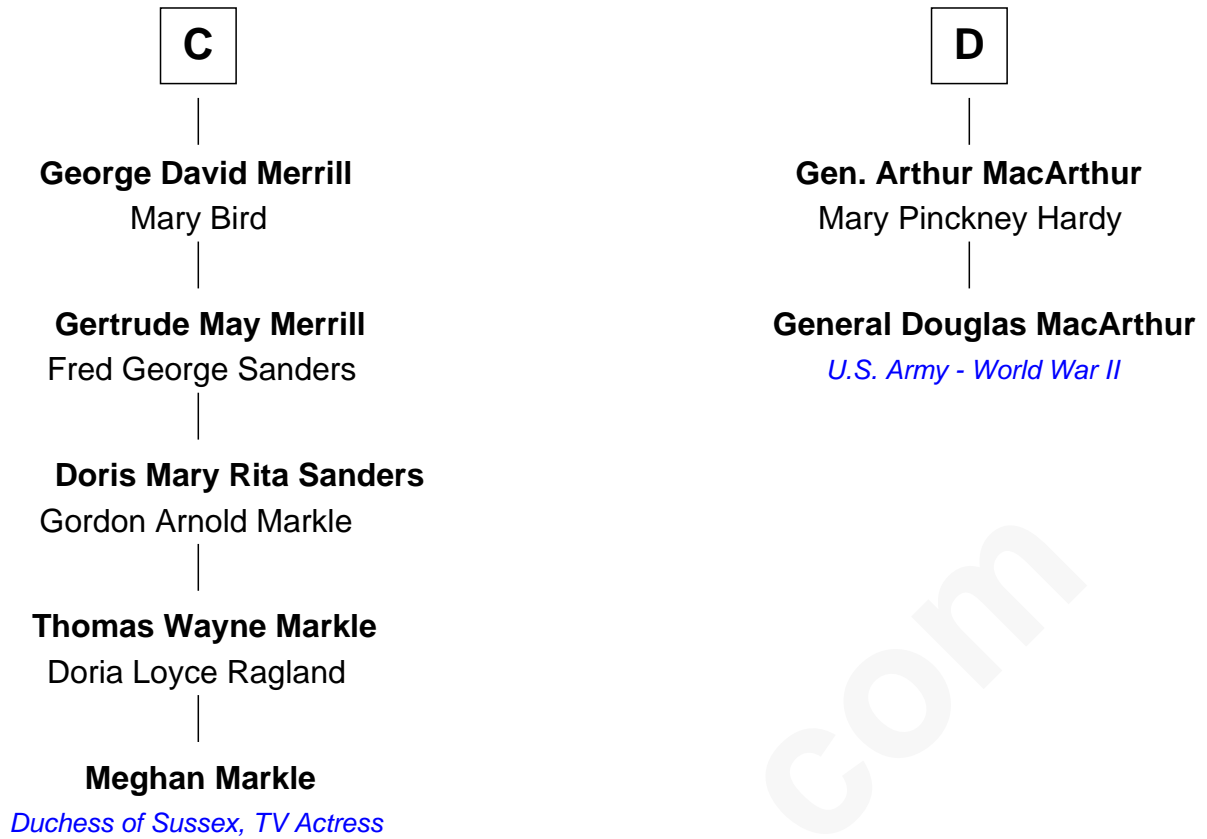 C
George David Merrill
Mary Bird
Gertrude May Merrill
Fred George Sanders
Doris Mary Rita Sanders
Gordon Arnold Markle
Thomas Wayne Markle
Doria Loyce Ragland
Meghan Markle
Duchess of Sussex, TV Actress
D
Gen. Arthur MacArthur
Mary Pinckney Hardy
General Douglas MacArthur
U.S. Army - World War II
com